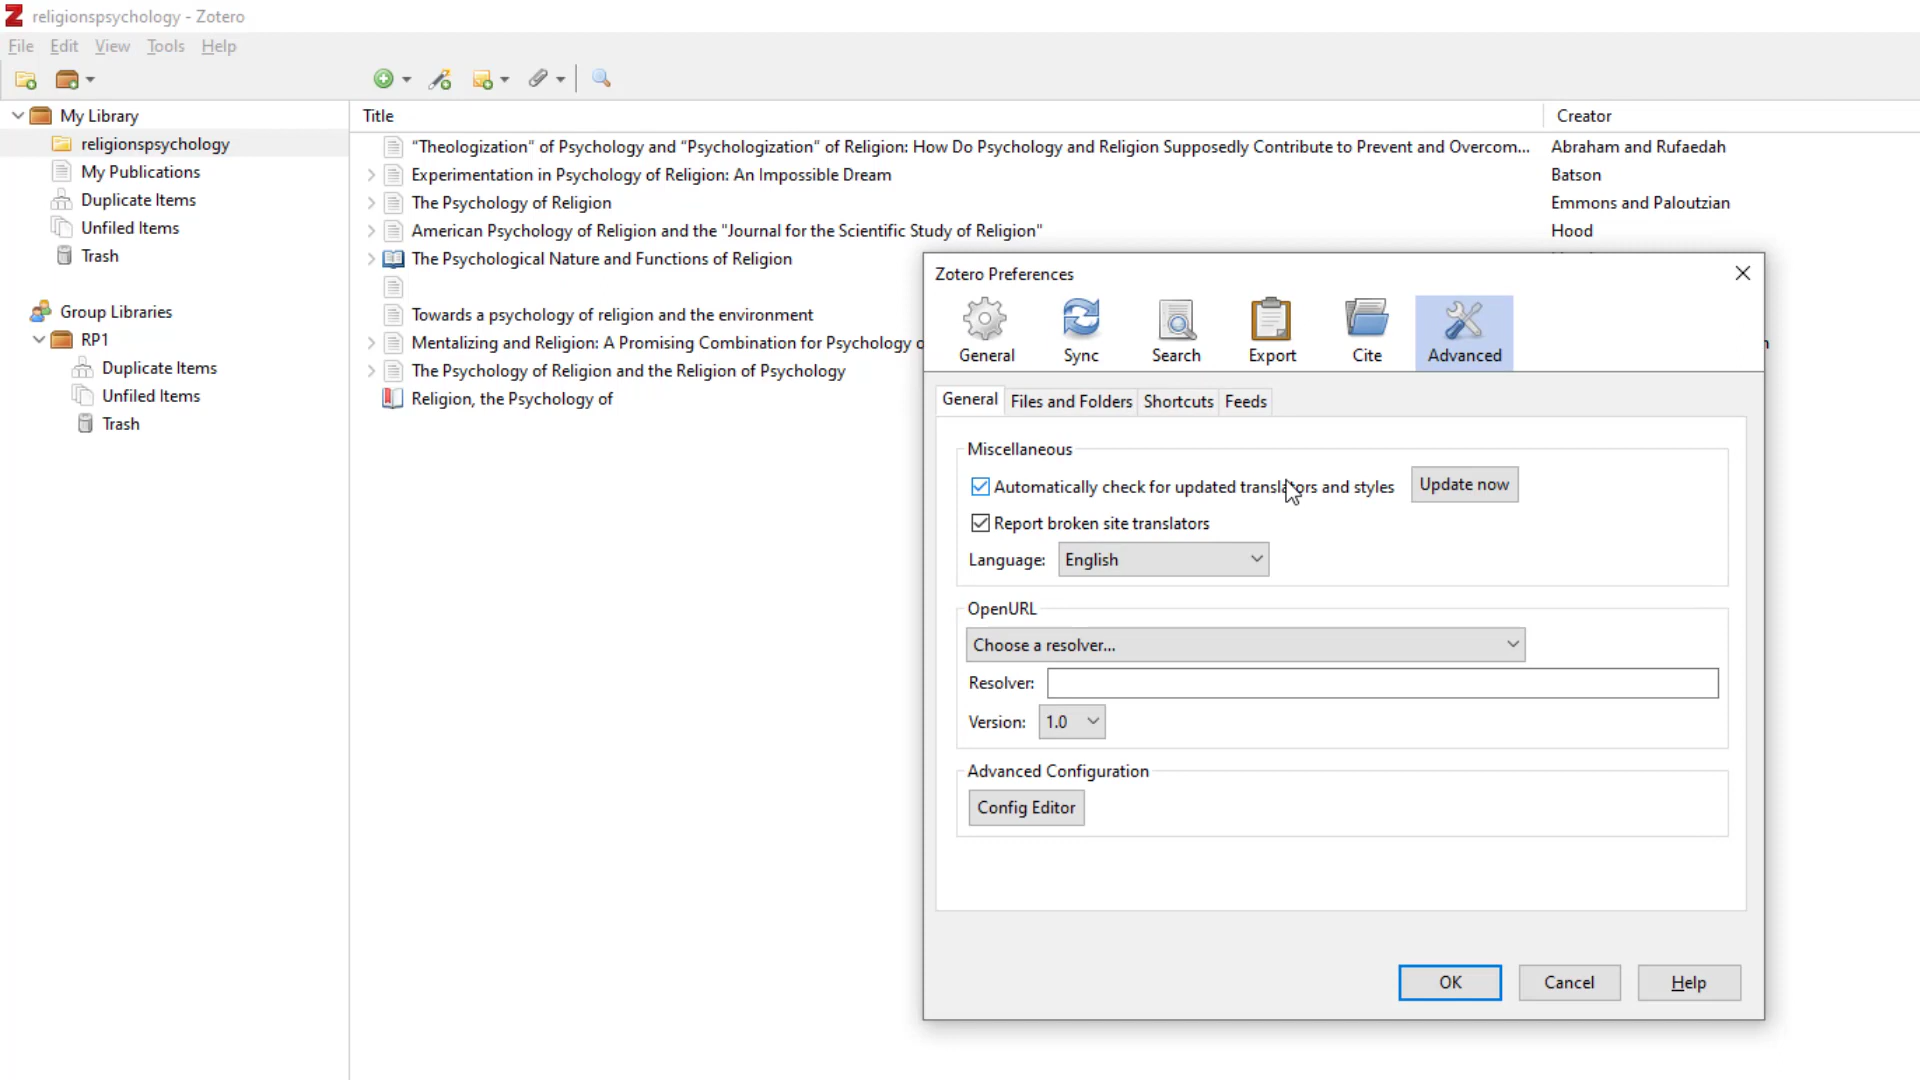 religionspsychology - Zotero
File Edit View Tools Help
My Library
religionspsychology
My Publications
Duplicate Items
Unfiled Items
Trash
Group Libraries
RP1
Duplicate Items
Unfiled Items
Trash
Title Creator
"Theologization" of Psychology and "Psychologization" of Religion: How Do Psychology and Religion Supposedly Contribute to Prevent and Overcom... Abraham and Rufaedah
Experimentation in Psychology of Religion: An Impossible Dream Batson
The Psychology of Religion Emmons and Paloutzian
American Psychology of Religion and the "Journal for the Scientific Study of Religion" Hood
The Psychological Nature and Functions of Religion
Towards a psychology of religion and the environment
Mentalizing and Religion: A Promising Combination for Psychology
The Psychology of Religion and the Religion of Psychology
Religion, the Psychology of
Zotero Preferences
General Sync Search Export Cite Advanced
General Files and Folders Shortcuts Feeds
Miscellaneous
Automatically check for updated translators and styles Update now
Report broken site translators
Language: English
OpenURL
Choose a resolver...
Resolver:
Version: 1.0
Advanced Configuration
Config Editor
OK Cancel Help